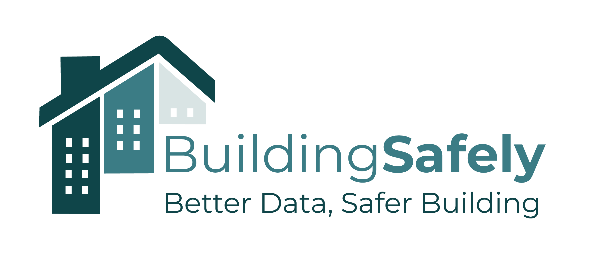 BuildingSafely
Better Data, Safer Building